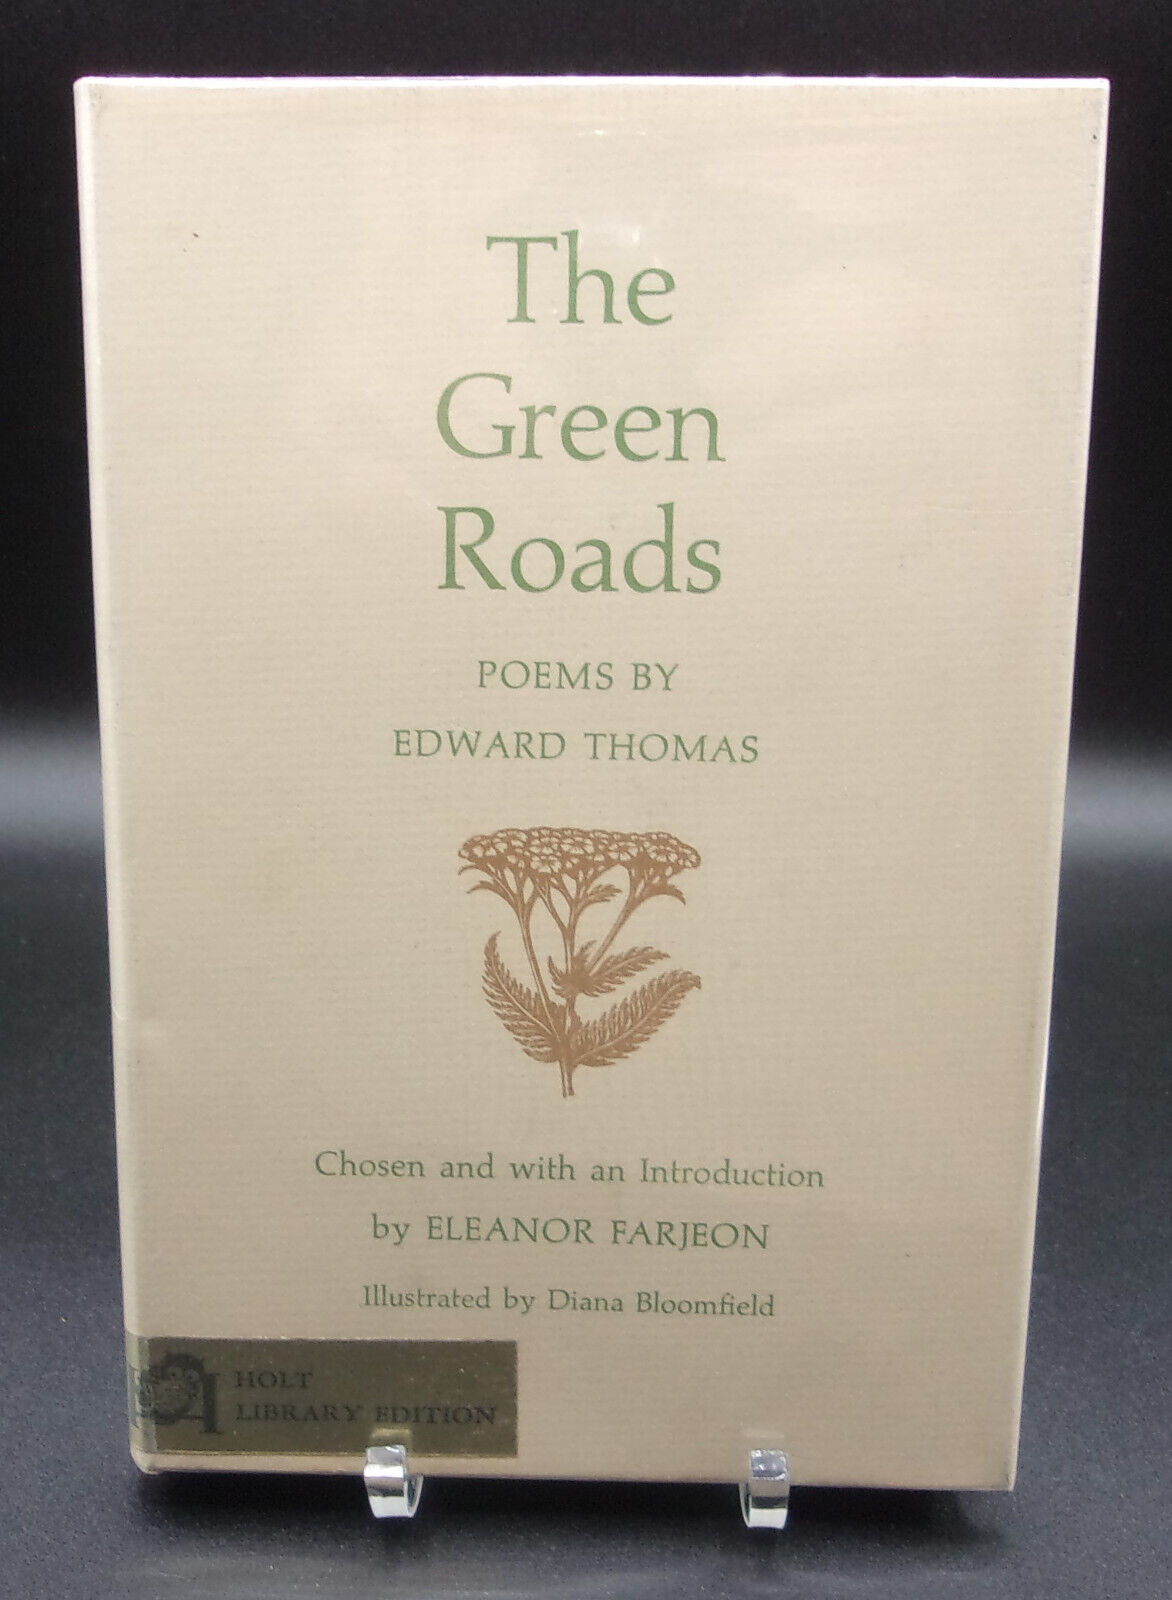 The
Green
Roads
POEMS BY
EDWARD THOMAS
Chosen and with an Introduction
by ELEANOR FARJEON
Illustrated by Diana Bloomfield
HOLT
LIBRARY EDITION